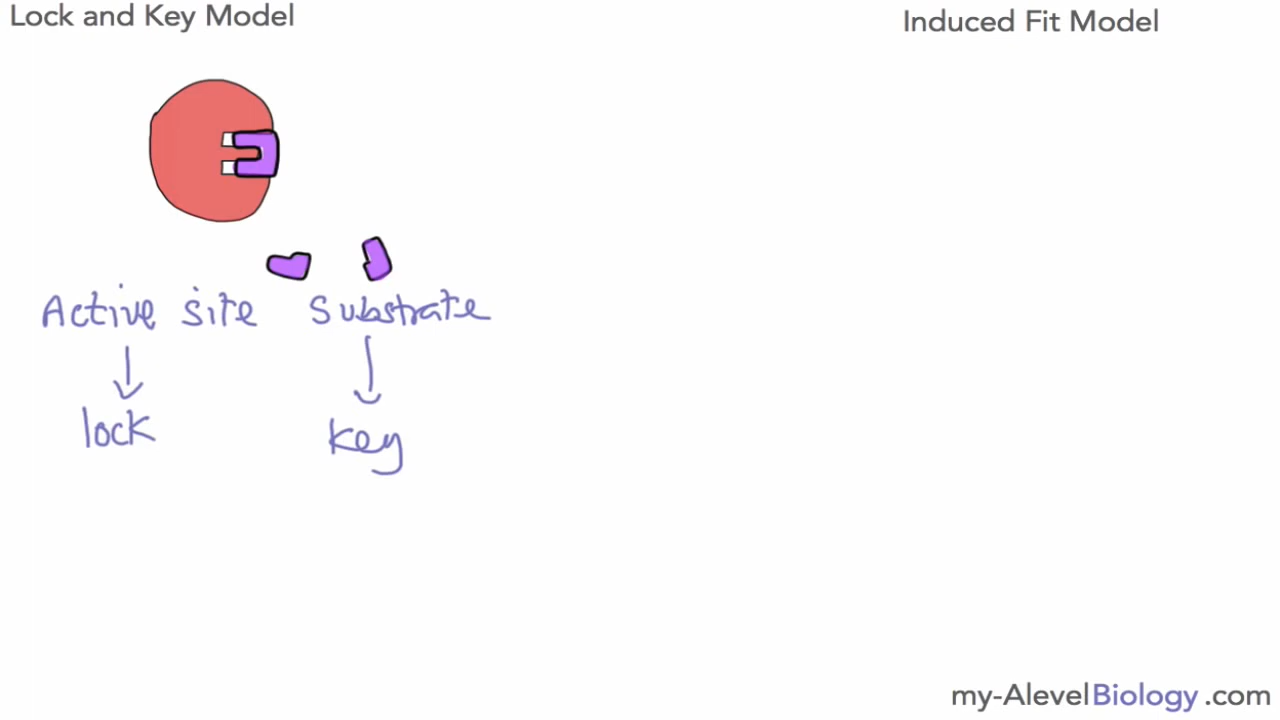 Lock and Key Model
Induced Fit Model
Active site
Substrate
lock
key
my-AlevelBiology.com